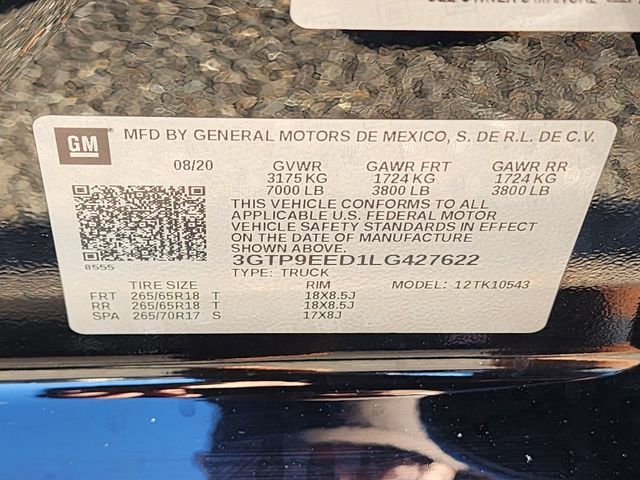 GM
MFD BY GENERAL MOTORS DE MEXICO, S. DE R.L. DE C.V.
08/20 GVWR GAWR FRT GAWR RR
3175 KG 1724 KG 1724 KG
7000 LB 3800 LB 3800 LB
THIS VEHICLE CONFORMS TO ALL
APPLICABLE U.S. FEDERAL MOTOR
VEHICLE SAFETY STANDARDS IN EFFECT
ON THE DATE OF MANUFACTURE
SHOWN ABOVE.
8555 3GTP9EED1LG427622
TYPE: TRUCK
TIRE SIZE RIM MODEL: 12TK10543
FRT 265/65R18 T 18X8.5J
RR 265/65R18 T 18X8.5J
SPA 265/70R17 S 17X8J